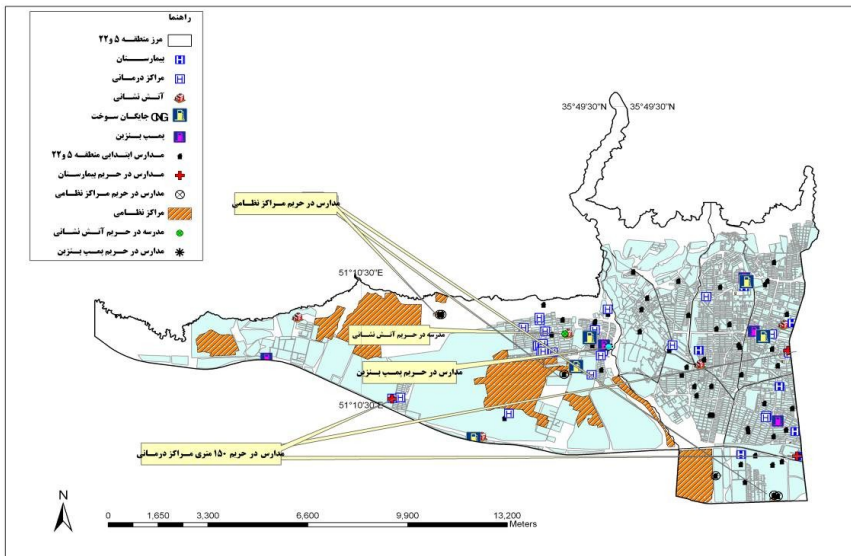 راهنما
مرز منطقه ۵ و۲۲
بیمارستان
مراکز درمانی
آتش نشانی
CNG جایگان سوخت
پمپ بنزین
مدارس ابتدایی منطقه ۵ و۲۲
مدارس در حریم بیمارستان
مدارس در حریم مراکز نظامی
مراکز نظامی
مدرسه در حریم آتش نشانی
مدارس در حریم پمپ بنزین
35°49'30"N
35°49'30"N
مدارس در حریم مراکز نظامی
51°10'30"E
مدرسه در حریم آتش نشانی
مدارس در حریم پمپ بنزین
51°10'30"E
مدارس در حریم ۱۵۰ متری مراکز درمانی
N
0 1,650 3,300 6,600 9,900 13,200
Meters